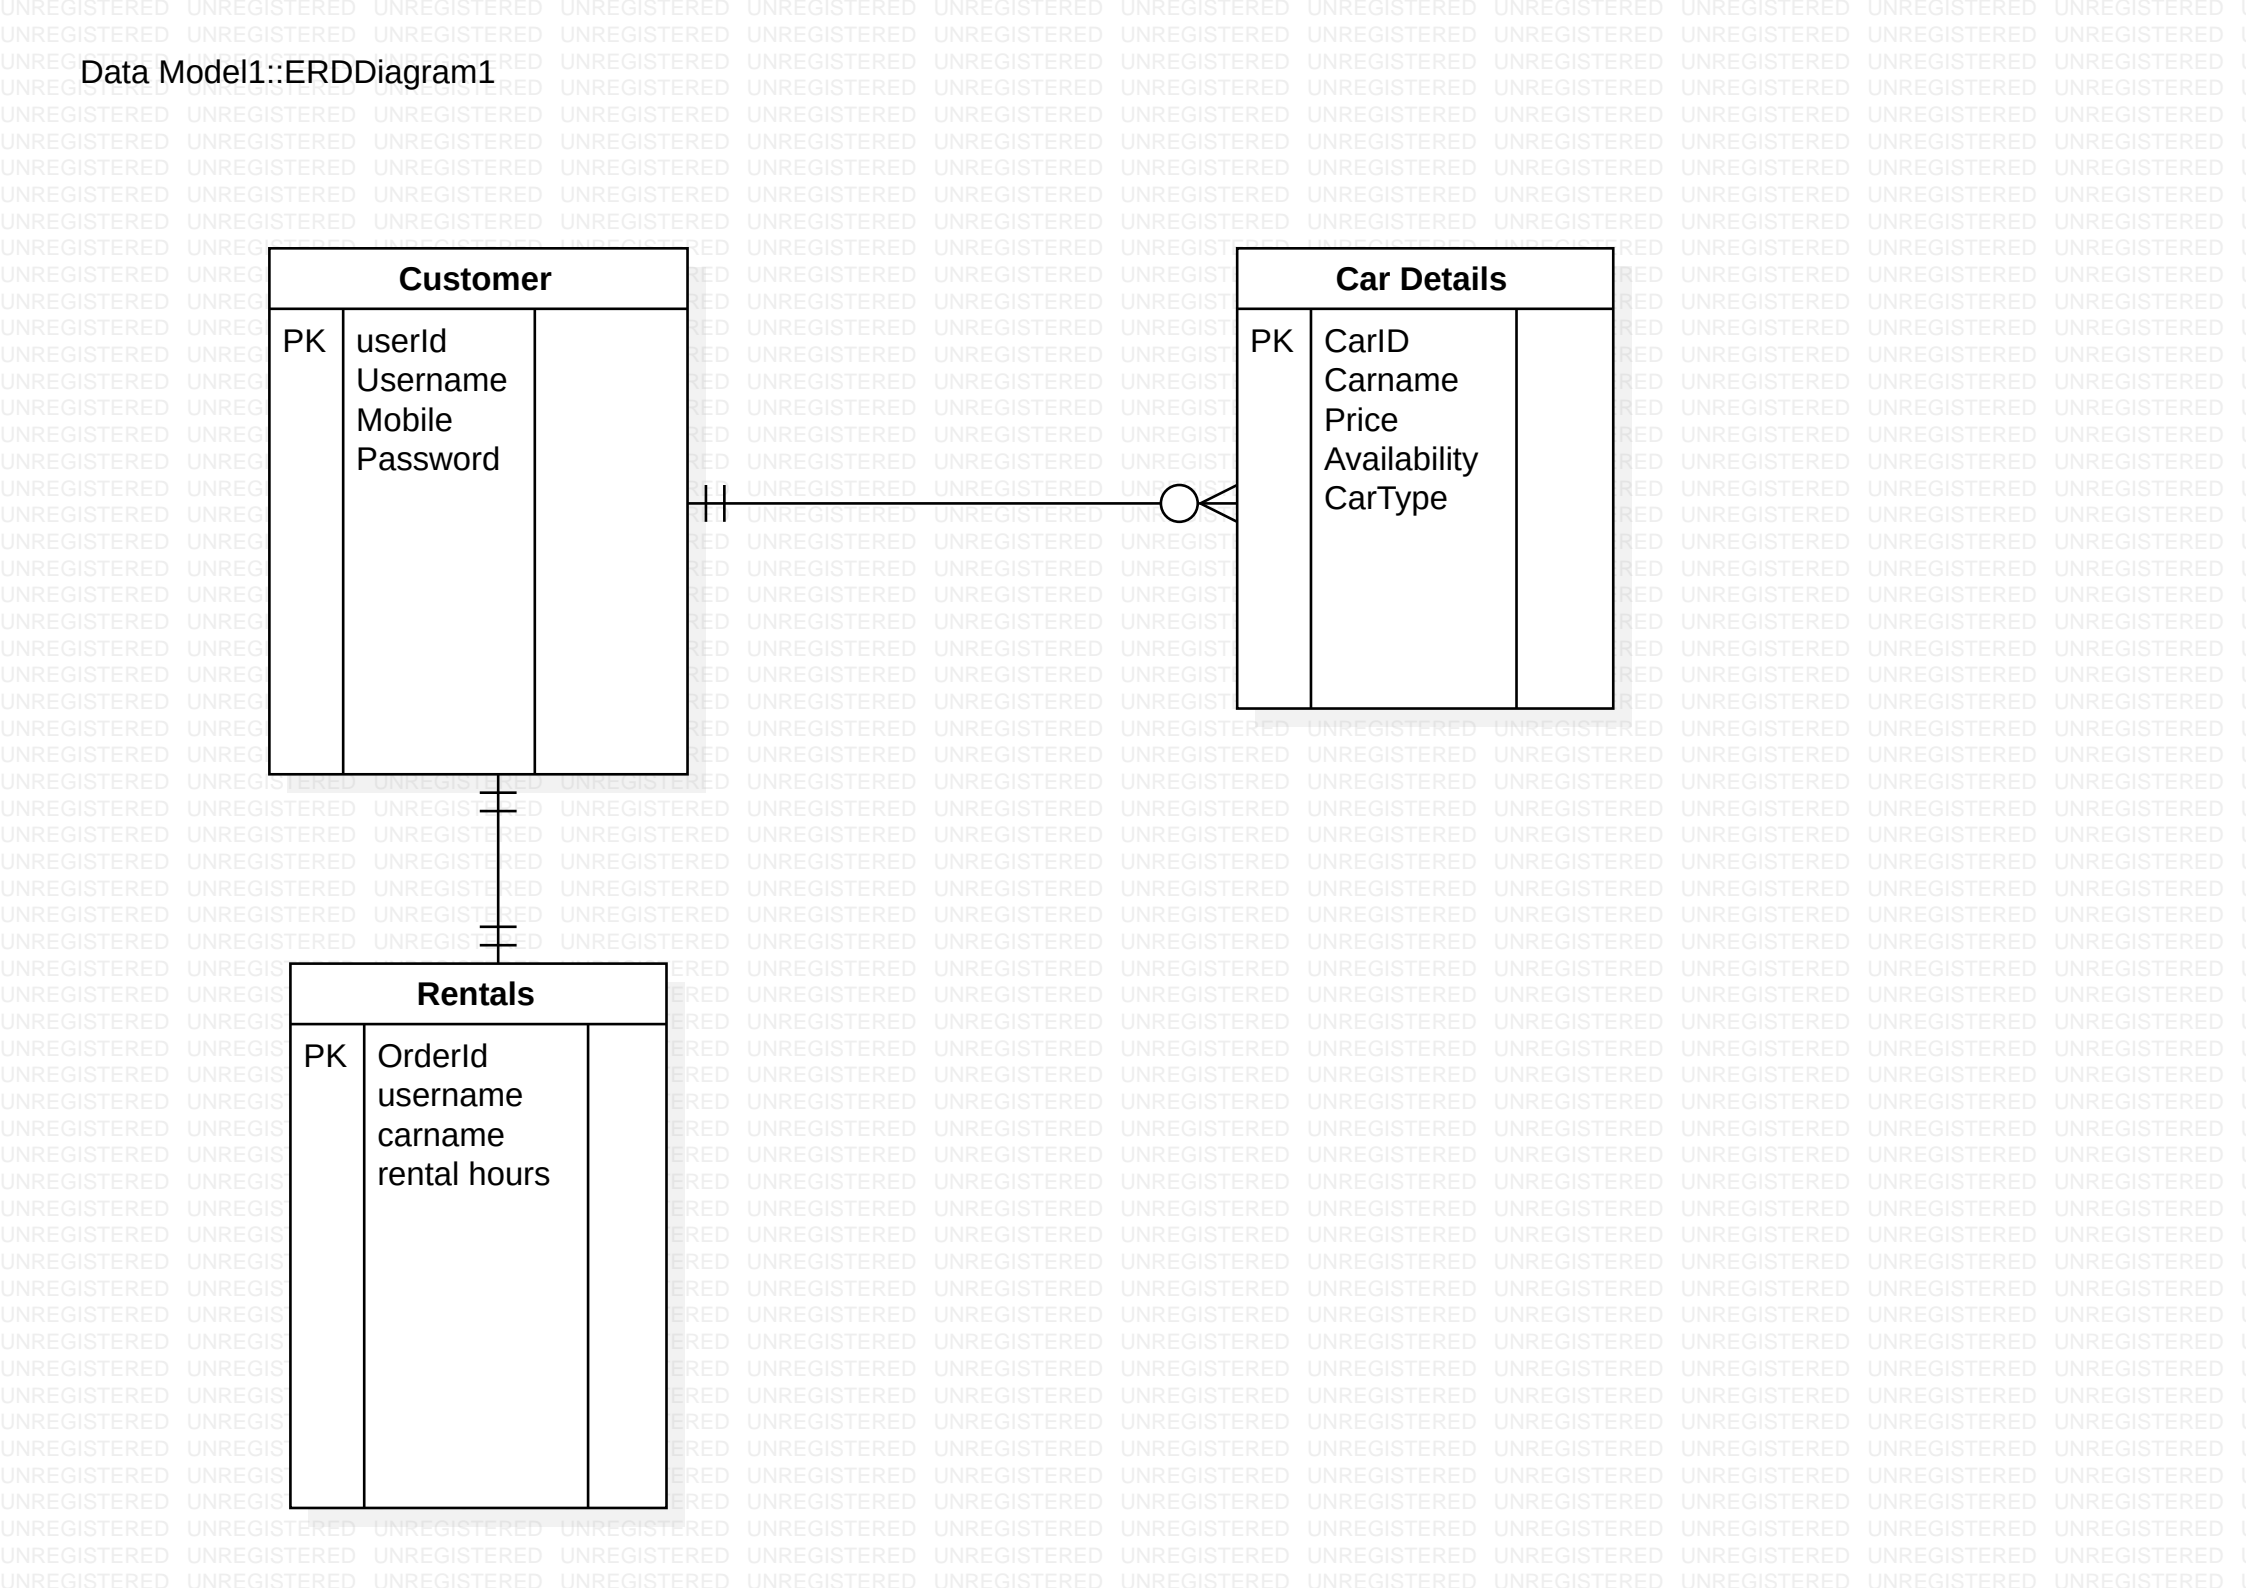 Data Model1::ERDDiagram1
Customer
PK userId
Username
Mobile
Password
Car Details
PK CarID
Carname
Price
Availability
CarType
Rentals
PK OrderId
username
carname
rental hours
UNREGISTERED